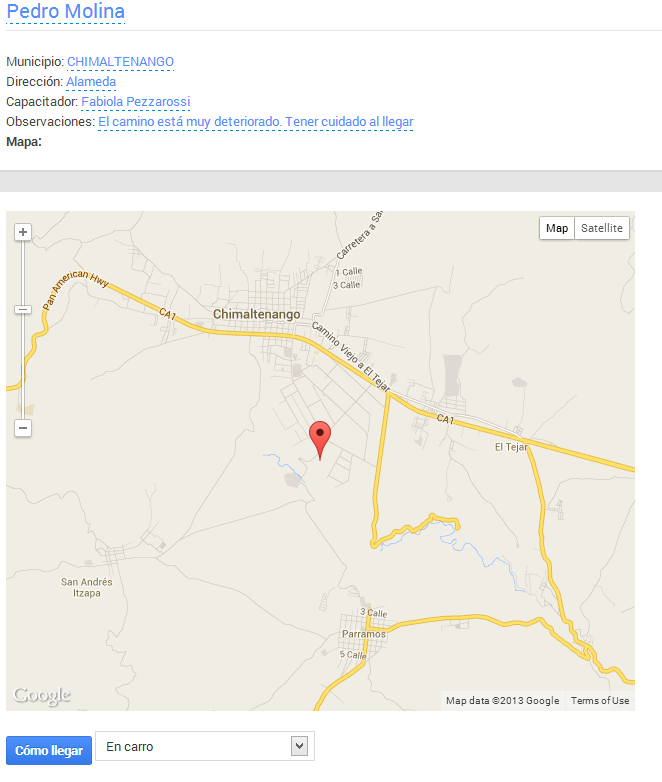 Pedro Molina
Municipio: CHIMALTENANGO
Dirección: Alameda
Capacitador: Fabiola Pezzarossi
Observaciones: El camino está muy deteriorado. Tener cuidado al llegar
Mapa:
Map Satellite
Carretera a Sa
1 Calle
3 Calle
Pan American Hwy
CA1
Chimaltenango
Camino Viejo a El Tejar
CA1
El Tejar
San Andrés
Itzapa
3 Calle
Parramos
5 Calle
Google
Map data ©2013 Google
Terms of Use
Cómo llegar
En carro